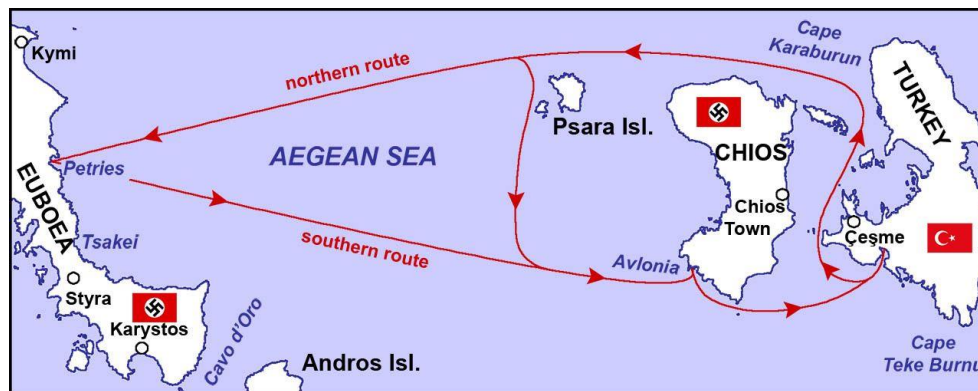 Kymi
Cape
Karaburun
TURKEY
northern route
Psara Isl.
AEGEAN SEA
CHIOS
Petries
EUBOEA
Chios
Town
Çeşme
Tsakei
southern route
Avlonia
Styra
Karystos
Cavo d'Oro
Andros Isl.
Cape
Teke Burnu